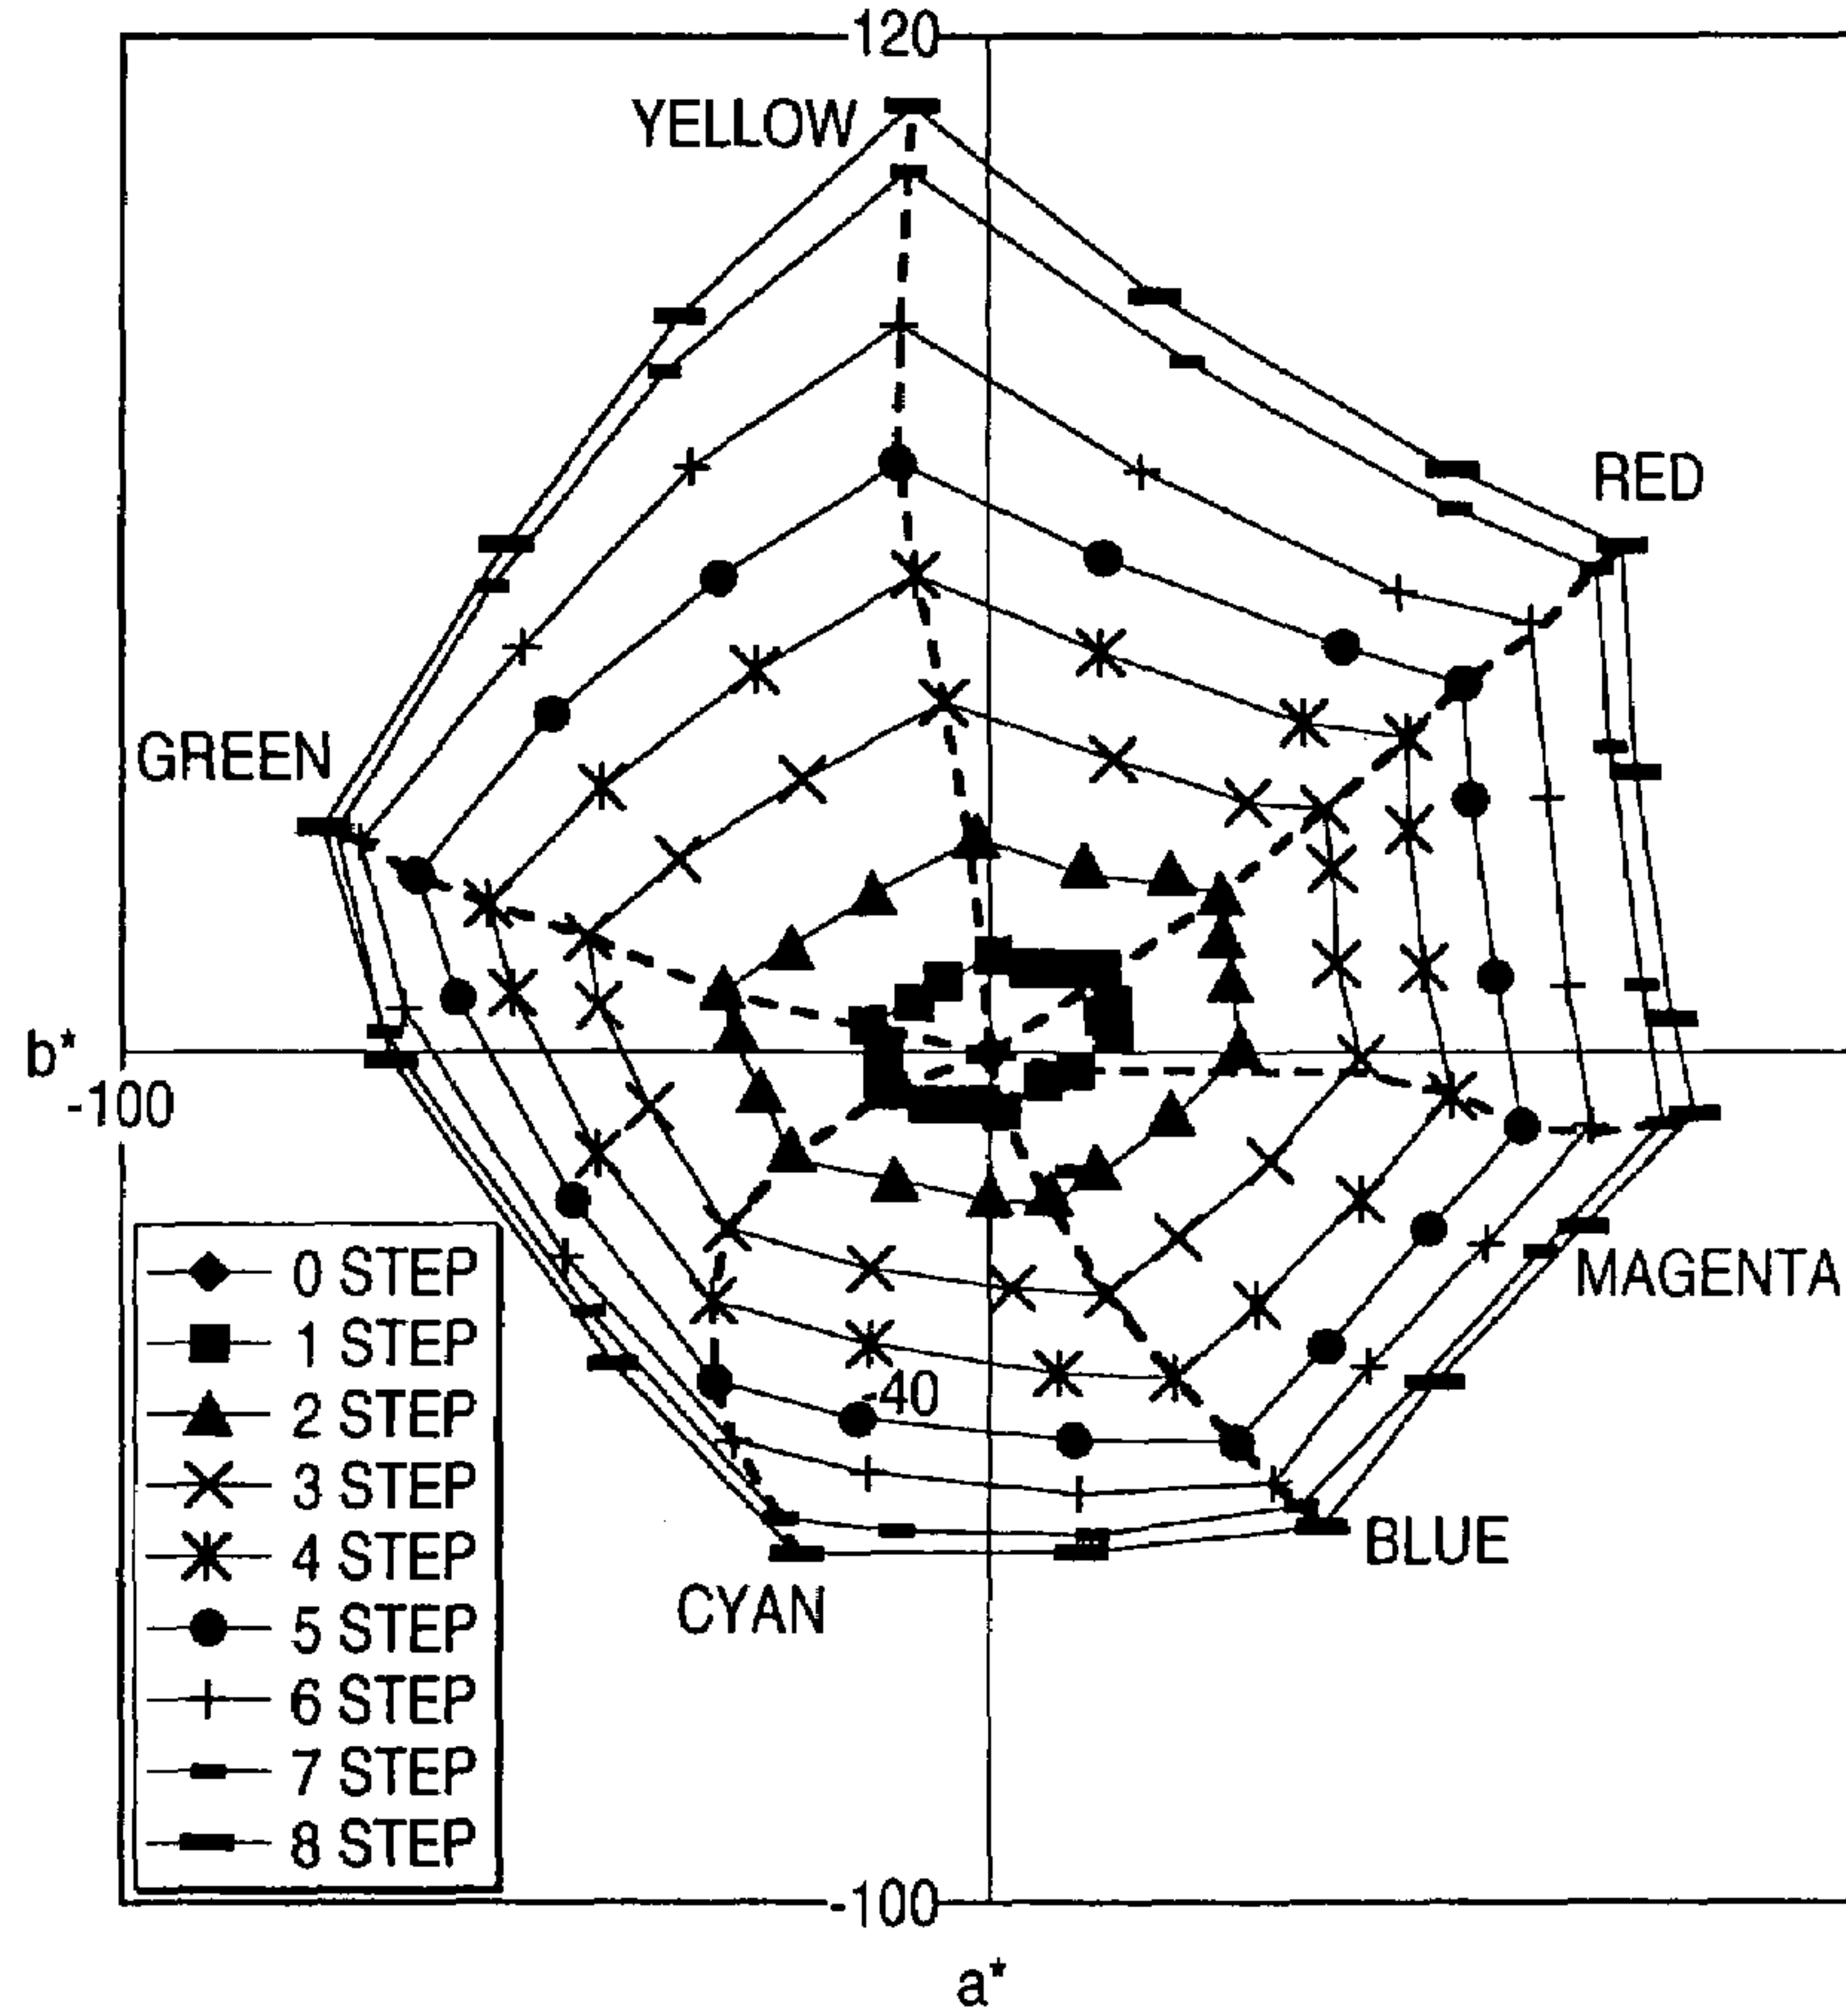 120
YELLOW
RED
GREEN
b*
-100
MAGENTA
0 STEP
1 STEP
2 STEP
3 STEP
4 STEP
5 STEP
6 STEP
7 STEP
8 STEP
-40
BLUE
CYAN
-100
a*